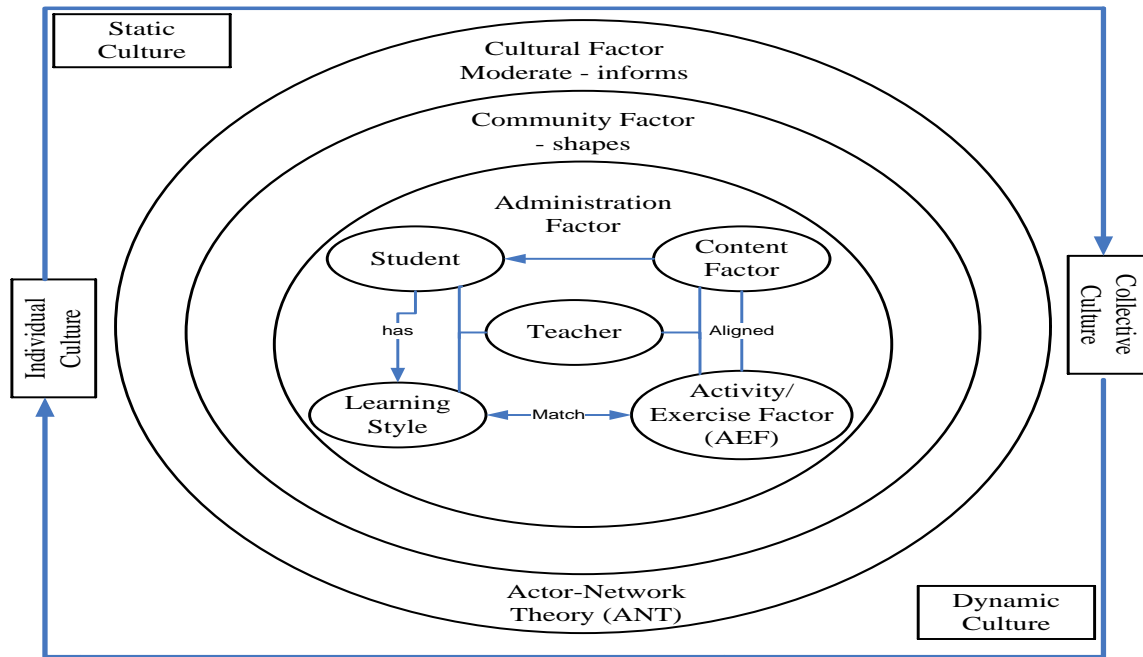 Static
Culture
Cultural Factor
Moderate - informs
Community Factor
- shapes
Administration
Factor
Student
Content
Factor
Individual
Culture
Collective
Culture
has
Teacher
Aligned
Learning
Style
Match
Activity/
Exercise Factor
(AEF)
Actor-Network
Theory (ANT)
Dynamic
Culture